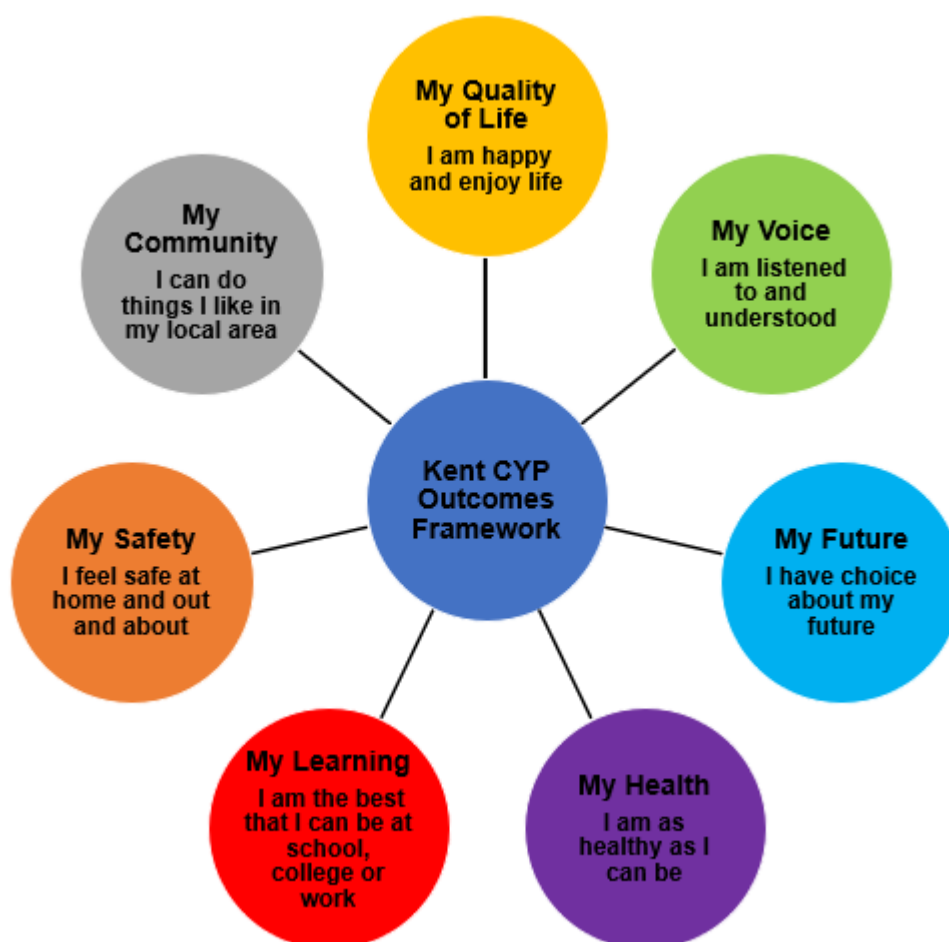 My Quality
of Life
I am happy
and enjoy life
My Voice
I am listened
to and
understood
My Future
I have choice
about my
future
My Health
I am as
healthy as I
can be
My Learning
I am the best
that I can be at
school,
college or
work
My Safety
I feel safe at
home and out
and about
My
Community
I can do
things I like in
my local area
Kent CYP
Outcomes
Framework